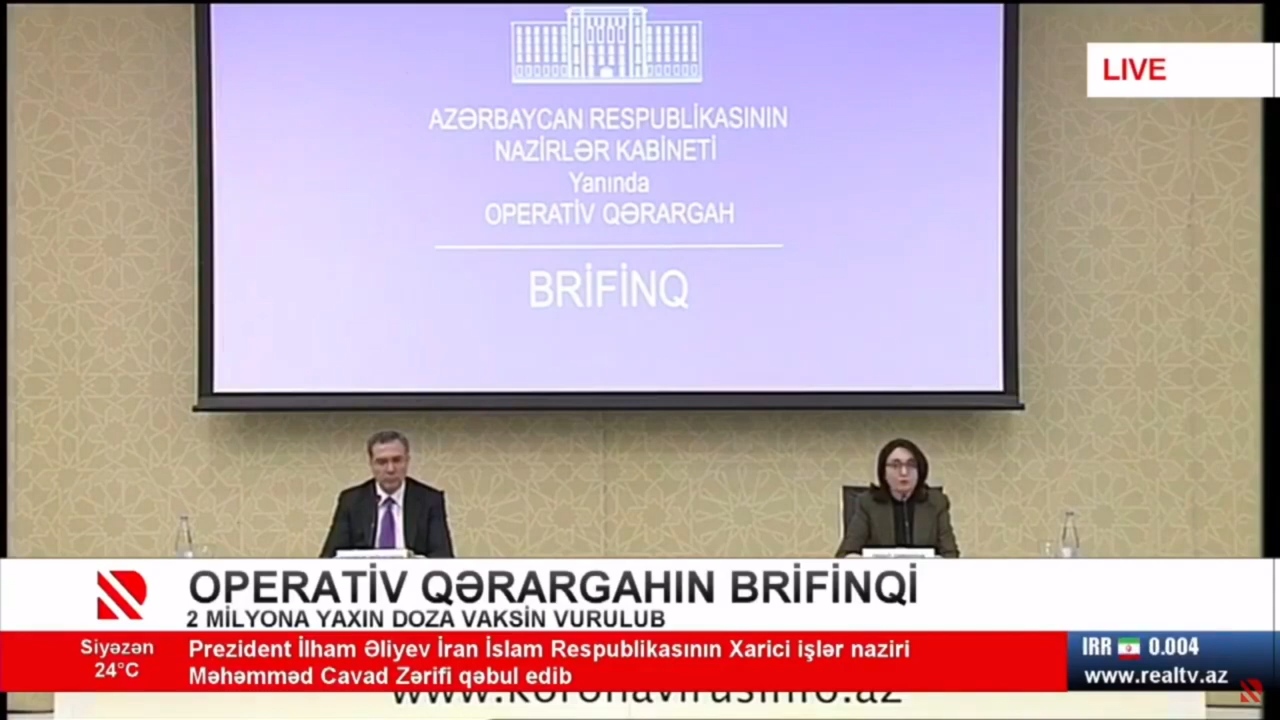 LIVE
AZƏRBAYCAN RESPUBLİKASININ
NAZİRLƏR KABİNETİ
Yanında
OPERATİV QƏRARGAH
BRİFİNQ
OPERATİV QƏRARGAHIN BRİFİNQİ
2 MİLYONA YAXIN DOZA VAKSİN VURULUB
Siyəzən
24°C
Prezident İlham Əliyev İran İslam Respublikasının Xarici işlər naziri
Məhəmməd Cavad Zərifi qəbul edib
IRR 0.004
www.realtv.az
www.koronavirusinfo.az